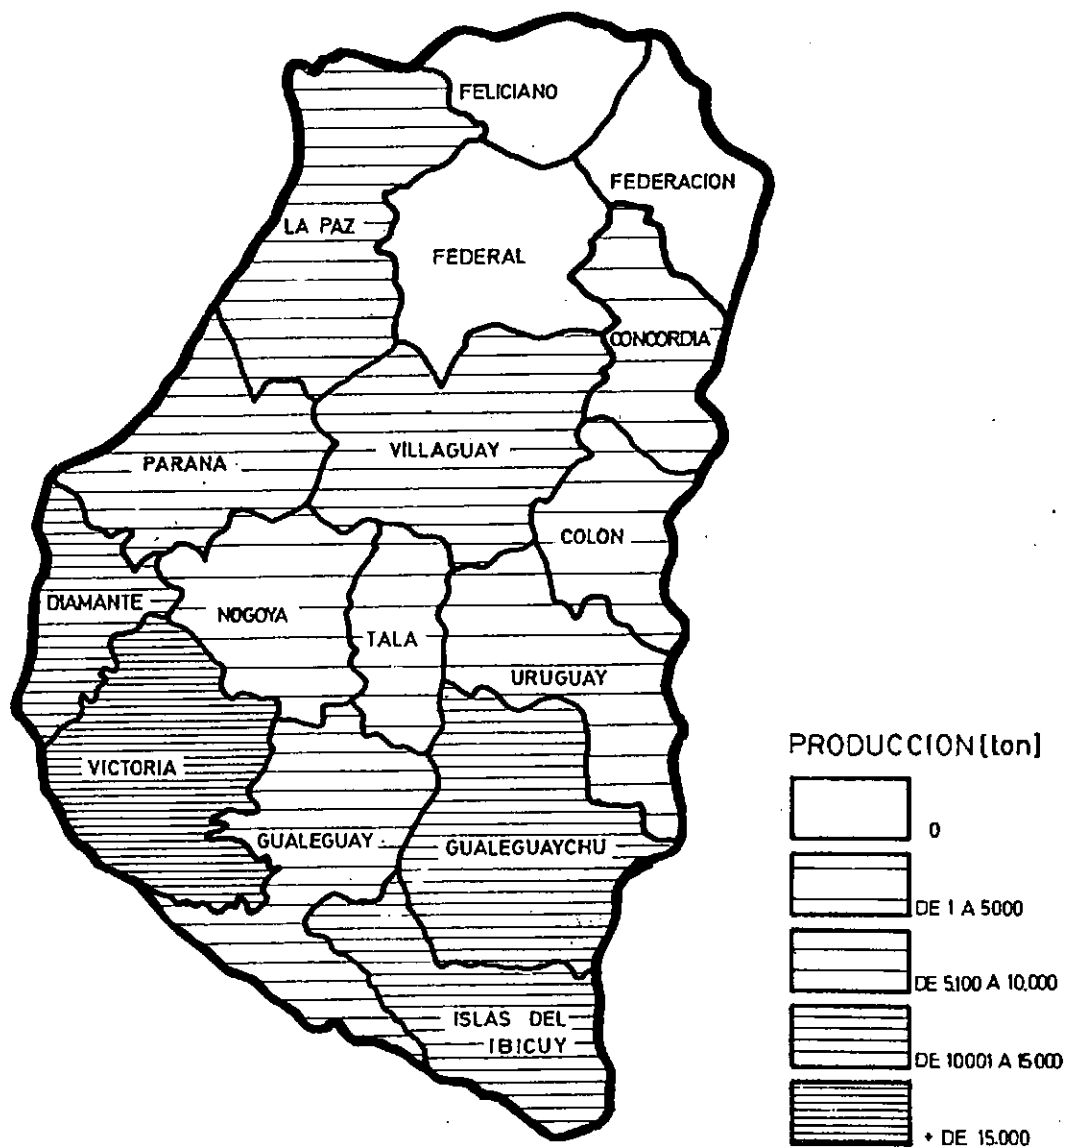 FELICIANO
FEDERACION
LA PAZ
FEDERAL
CONCORDIA
PARANA
VILLAGUAY
COLON
DIAMANTE
NOGOYA
TALA
URUGUAY
VICTORIA
GUALEGUAY
GUALEGUAYCHU
ISLAS DEL
IBICUY
PRODUCCION [ton]
0
DE 1 A 5000
DE 5.100 A 10.000
DE 10001 A 15000
+ DE 15.000